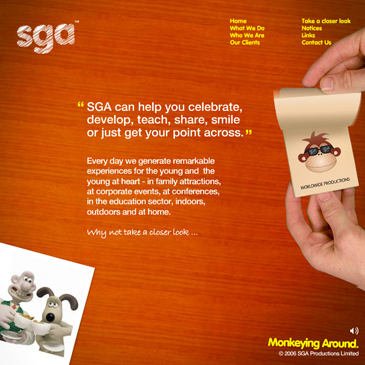 sga™
Home
What We Do
Who We Are
Our Clients
Take a closer look
Notices
Links
Contact Us
“ SGA can help you celebrate,
develop, teach, share, smile
or just get your point across. ”
Every day we generate remarkable
experiences for the young and the
young at heart - in family attractions,
at corporate events, at conferences,
in the education sector, indoors,
outdoors and at home.
Why not take a closer look ...
WORLDWIDE PRODUCTIONS
Monkeying Around.
© 2006 SGA Productions Limited